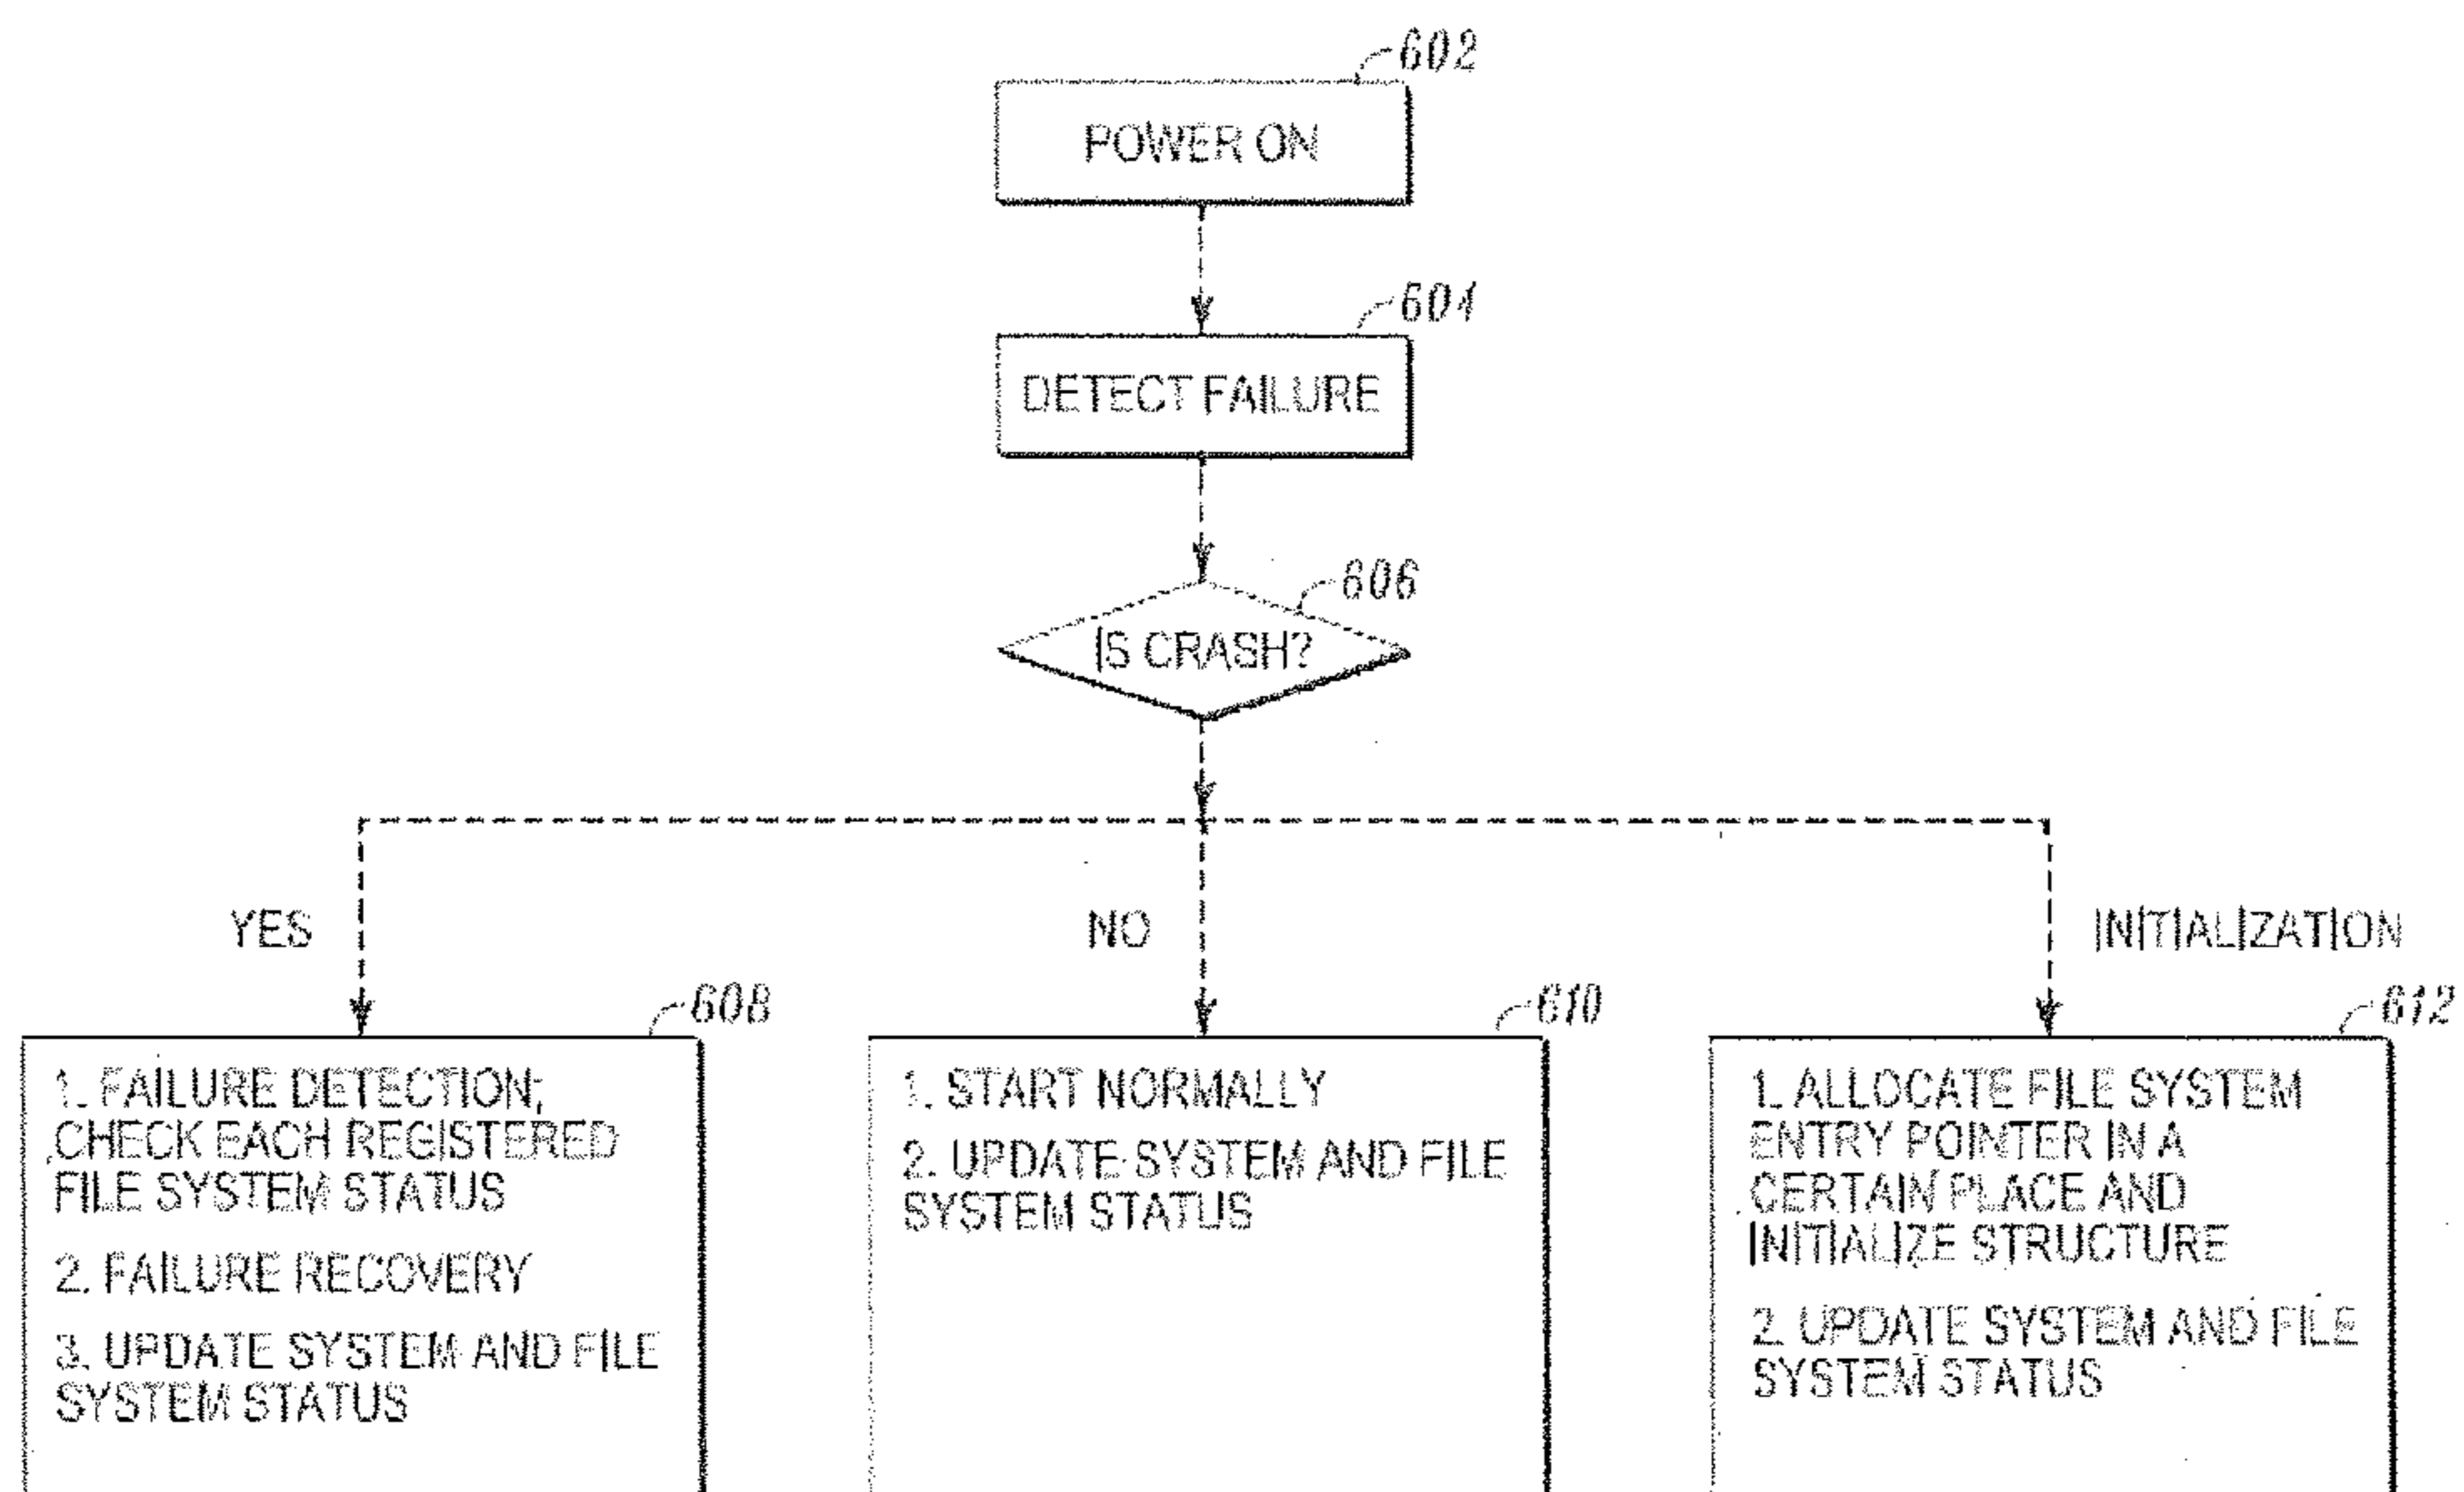 602
POWER ON
604
DETECT FAILURE
606
IS CRASH?
YES
NO
INITIALIZATION
608
1. FAILURE DETECTION;
CHECK EACH REGISTERED
FILE SYSTEM STATUS
2. FAILURE RECOVERY
3. UPDATE SYSTEM AND FILE
SYSTEM STATUS
610
1. START NORMALLY
2. UPDATE SYSTEM AND FILE
SYSTEM STATUS
612
1. ALLOCATE FILE SYSTEM
ENTRY POINTER IN A
CERTAIN PLACE AND
INITIALIZE STRUCTURE
2. UPDATE SYSTEM AND FILE
SYSTEM STATUS